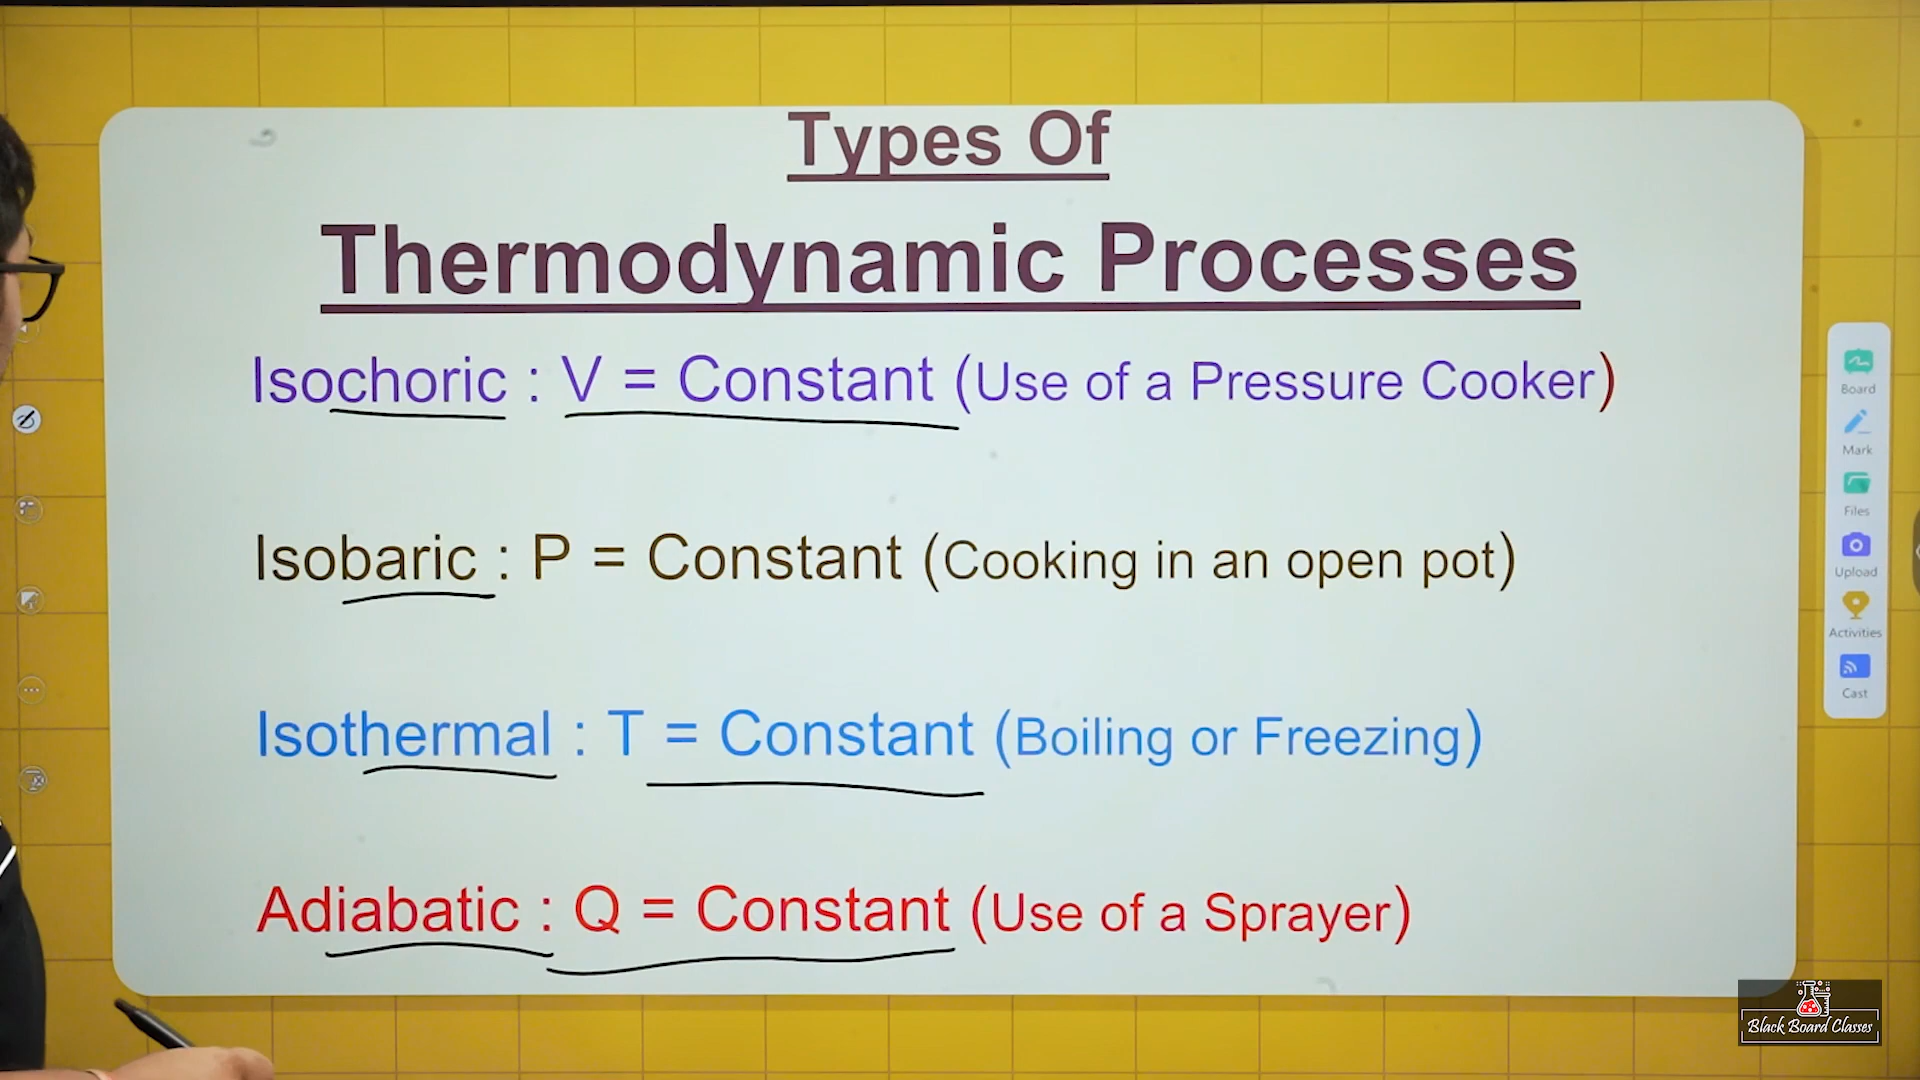 Types Of
Thermodynamic Processes
Isochoric : V = Constant (Use of a Pressure Cooker)
Isobaric : P = Constant (Cooking in an open pot)
Isothermal : T = Constant (Boiling or Freezing)
Adiabatic : Q = Constant (Use of a Sprayer)
Board
Mark
Files
Upload
Activities
Cast
Black Board Classes